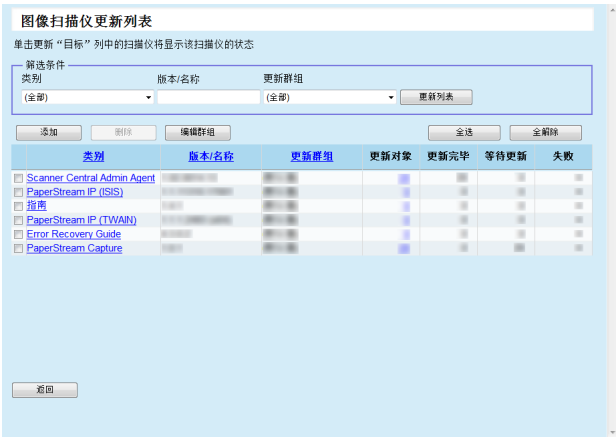 图像扫描仪更新列表
单击更新“目标”列中的扫描仪将显示该扫描仪的状态
筛选条件
类别 版本/名称 更新群组
(全部) (全部) 更新列表
添加 删除 编辑群组 全选 全解除
类别 版本/名称 更新群组 更新对象 更新完毕 等待更新 失败
Scanner Central Admin Agent
PaperStream IP (ISIS)
指南
PaperStream IP (TWAIN)
Error Recovery Guide
PaperStream Capture
返回